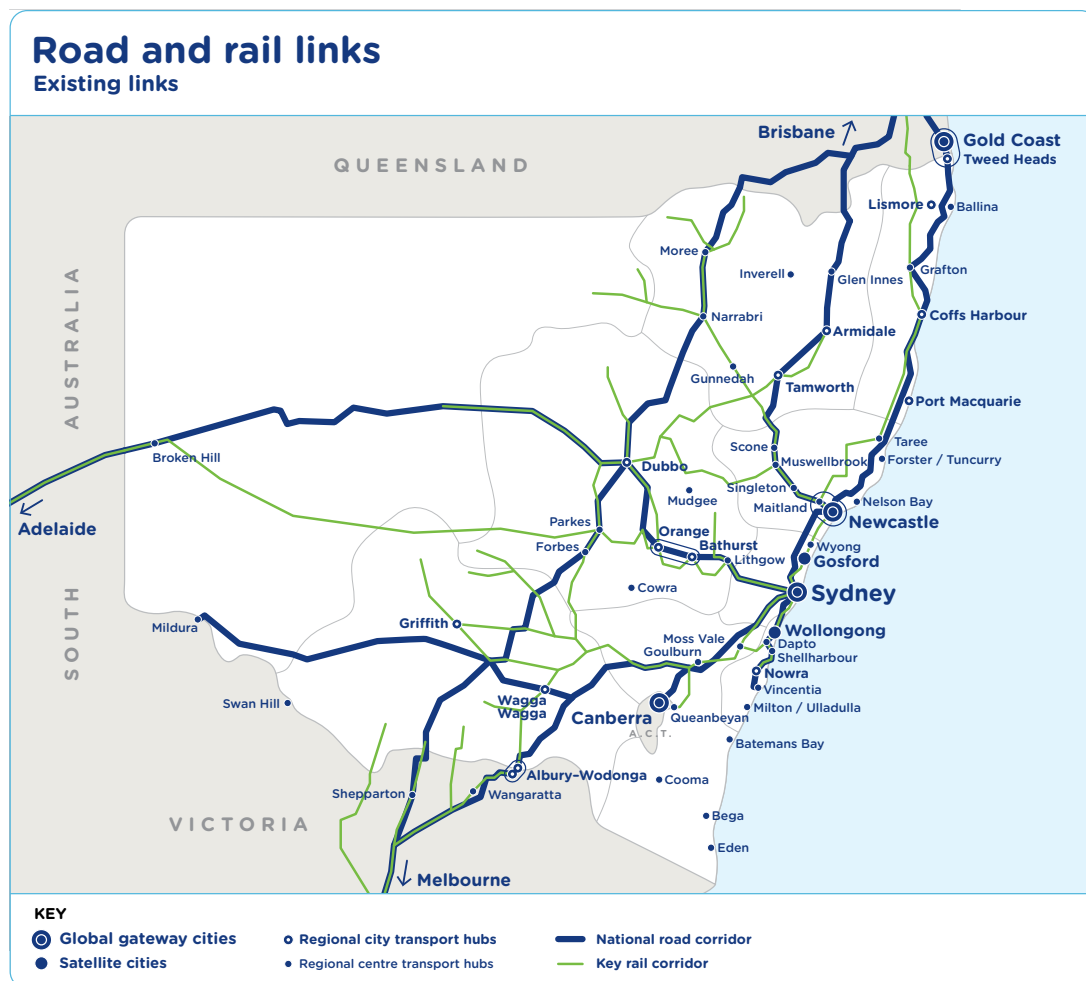 Road and rail links
Existing links
Brisbane
Gold Coast
Tweed Heads
QUEENSLAND
Lismore
Ballina
Moree
Inverell
Glen Innes
Grafton
Narrabri
Coffs Harbour
Armidale
Gunnedah
Tamworth
Port Macquarie
AUSTRALIA
Broken Hill
Scone
Taree
Muswellbrook
Forster / Tuncurry
Dubbo
Mudgee
Singleton
Maitland
Nelson Bay
Adelaide
Parkes
Orange
Newcastle
Forbes
Bathurst
Wyong
Lithgow
Gosford
Cowra
Sydney
SOUTH
Mildura
Griffith
Moss Vale
Wollongong
Goulburn
Dapto
Shellharbour
Nowra
Swan Hill
Wagga
Wagga
Vincentia
Canberra
Queanbeyan
Milton / Ulladulla
A.C.T.
Batemans Bay
Albury–Wodonga
Cooma
Shepparton
Wangaratta
VICTORIA
Bega
Eden
Melbourne
KEY
Global gateway cities
Regional city transport hubs
National road corridor
Satellite cities
Regional centre transport hubs
Key rail corridor